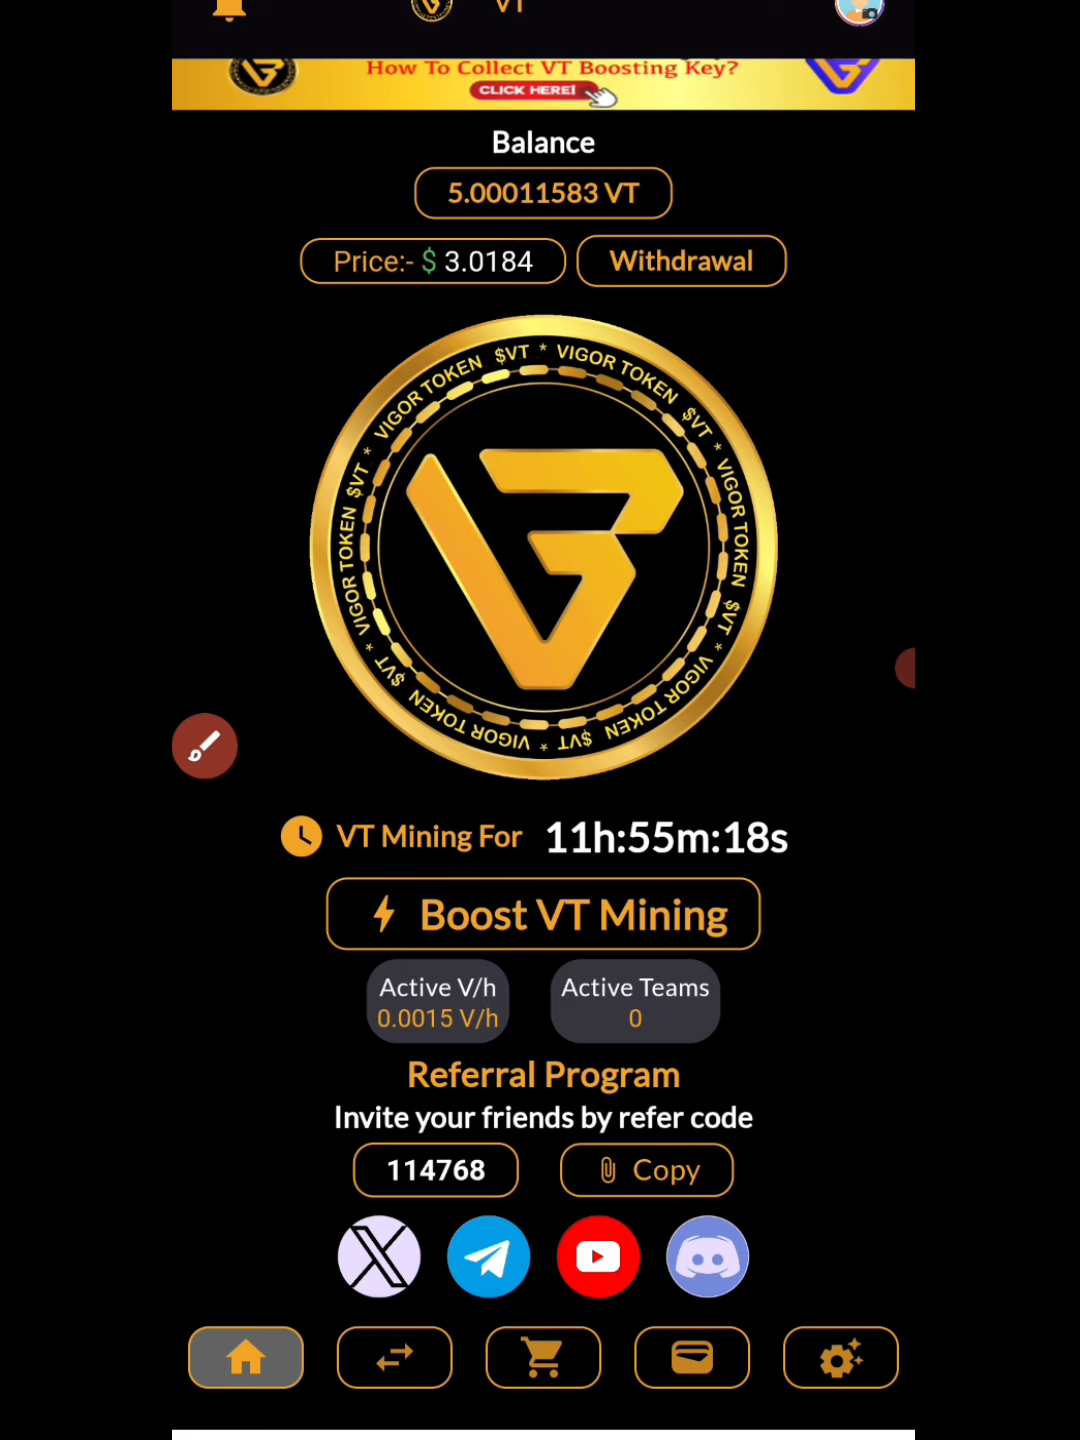 VT
How To Collect VT Boosting Key?
CLICK HERE!
Balance
5.00011583 VT
Price:- $ 3.0184
Withdrawal
VIGOR TOKEN $VT * VIGOR TOKEN $VT * VIGOR TOKEN $VT * VIGOR TOKEN $VT * VIGOR TOKEN $VT *
VT Mining For 11h:55m:18s
Boost VT Mining
Active V/h
0.0015 V/h
Active Teams
0
Referral Program
Invite your friends by refer code
114768
Copy